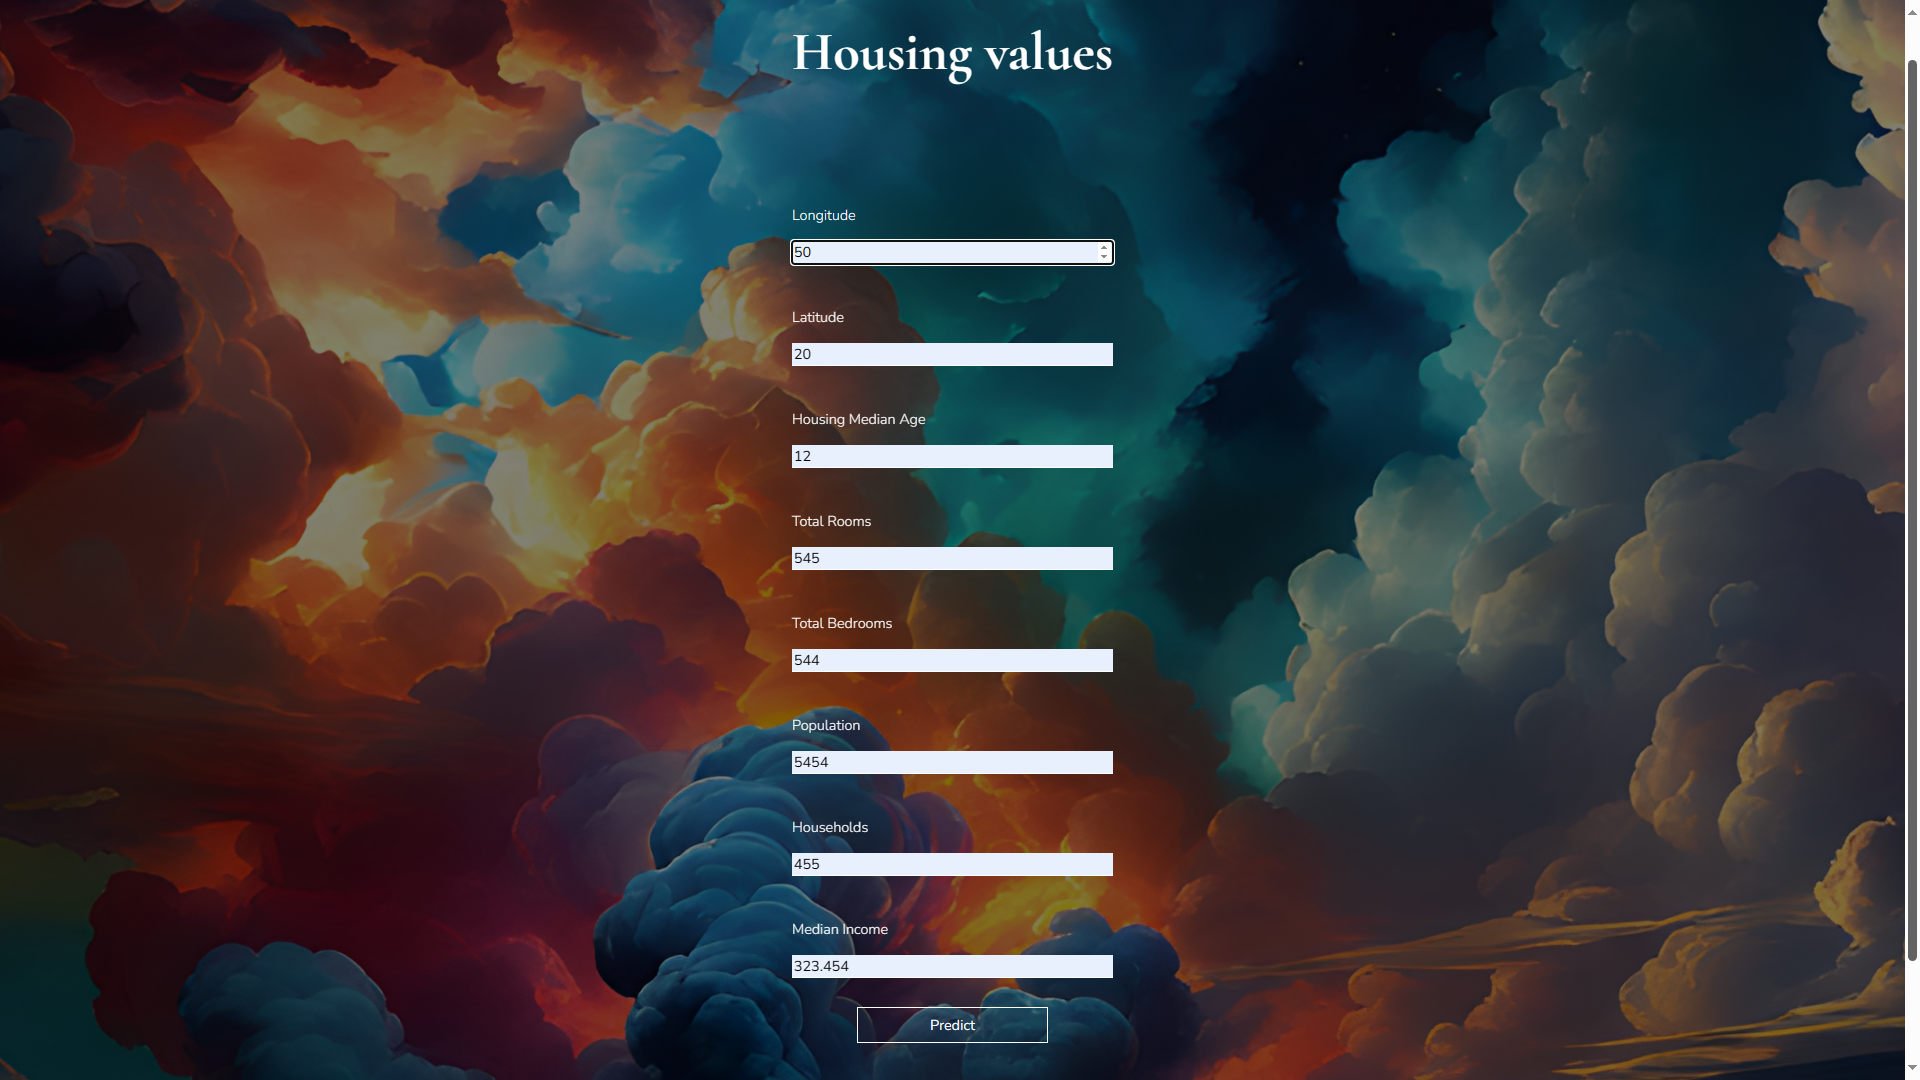 Housing values
Longitude
50
Latitude
20
Housing Median Age
12
Total Rooms
545
Total Bedrooms
544
Population
5454
Households
455
Median Income
323.454
Predict